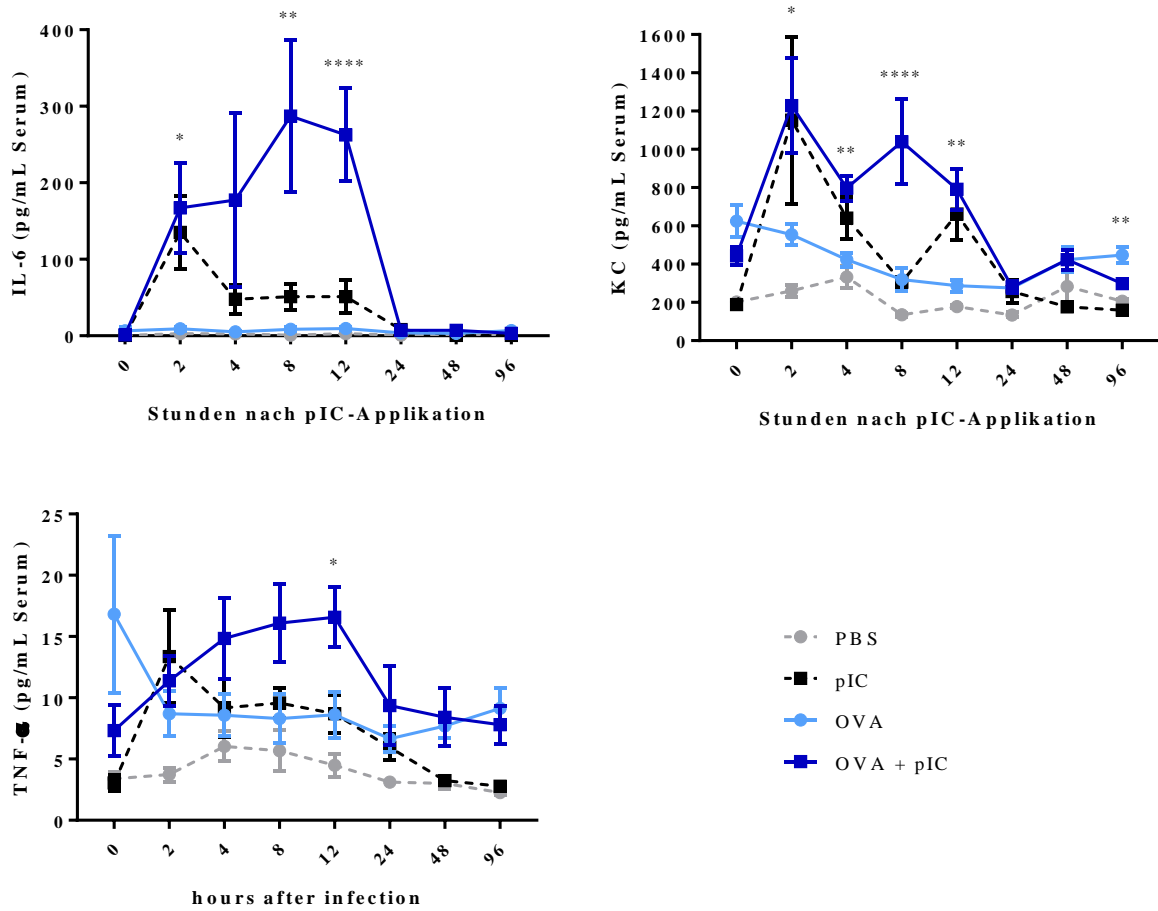 IL-6 (pg/mL Serum)
400
300
200
100
0
*
**
****
0 2 4 8 12 24 48 96
Stunden nach pIC-Applikation
KC (pg/mL Serum)
1600
1400
1200
1000
800
600
400
200
0
*
**
****
**
**
0 2 4 8 12 24 48 96
Stunden nach pIC-Applikation
TNF-α (pg/mL Serum)
25
20
15
10
5
0
*
0 2 4 8 12 24 48 96
hours after infection
PBS
pIC
OVA
OVA + pIC